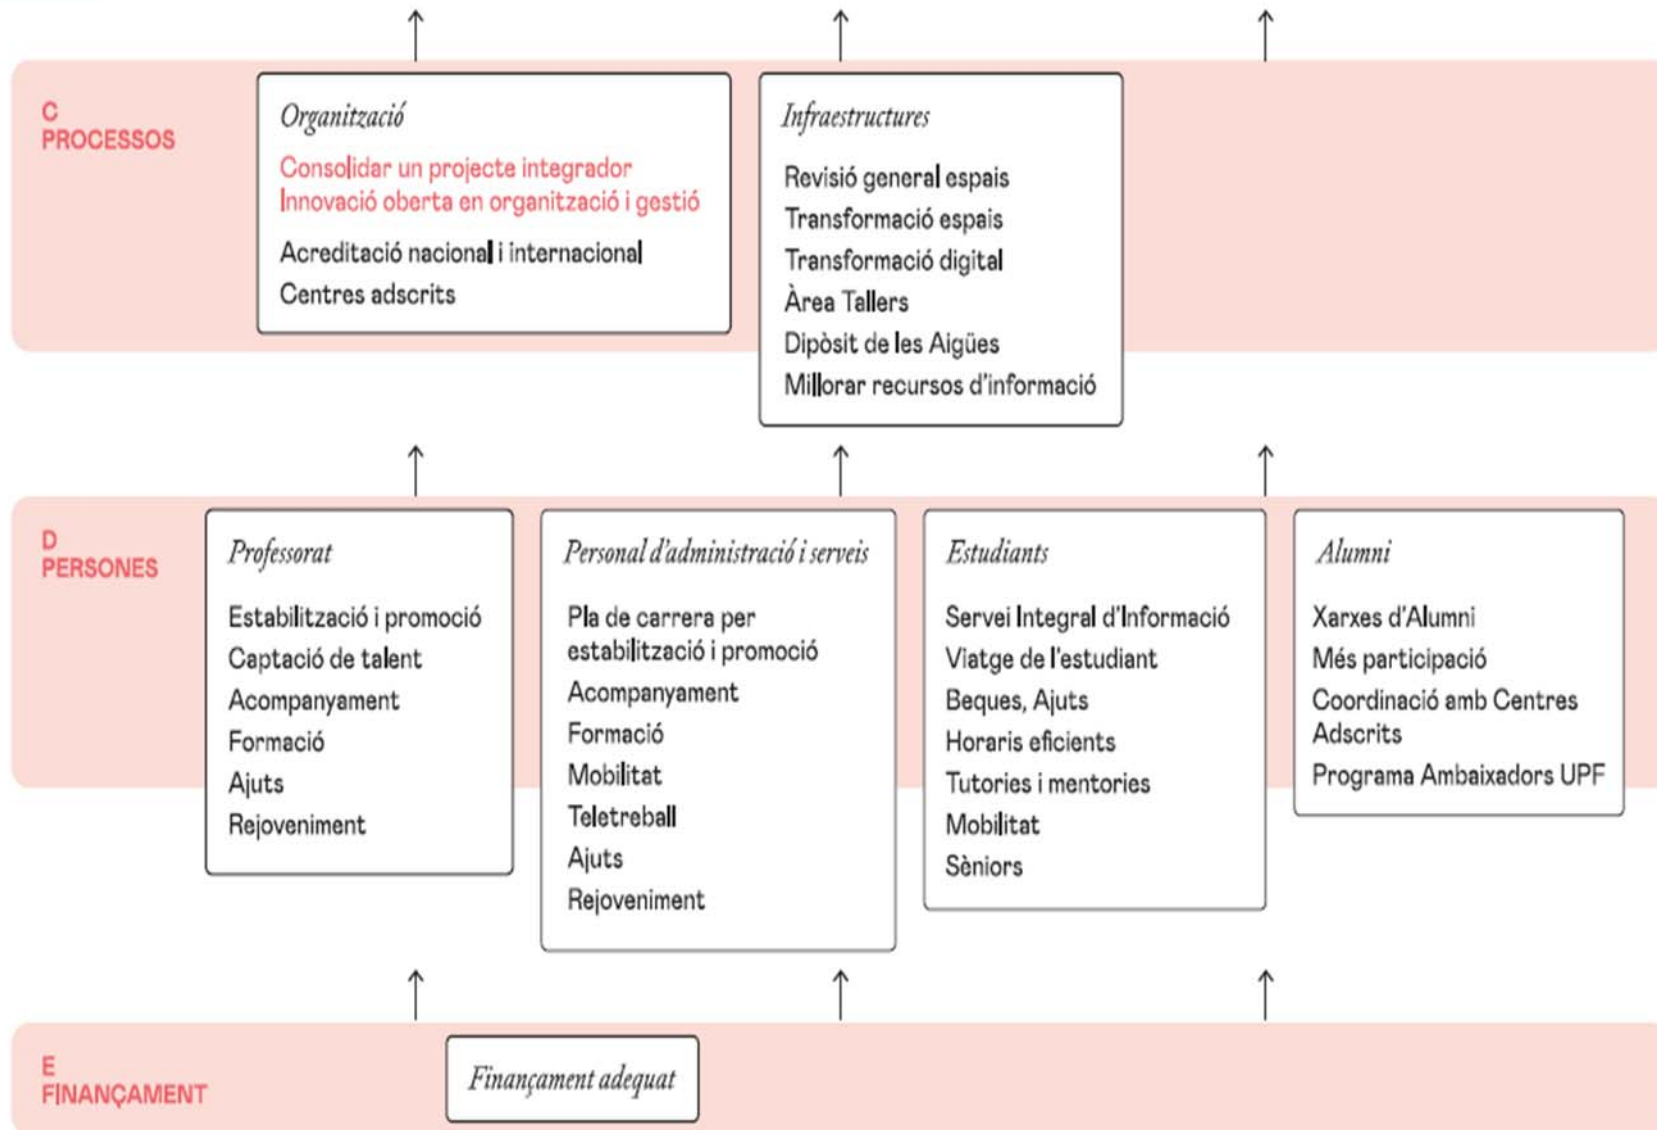 C
PROCESSOS
Organització
Consolidar un projecte integrador
Innovació oberta en organització i gestió
Acreditació nacional i internacional
Centres adscrits
Infraestructures
Revisió general espais
Transformació espais
Transformació digital
Àrea Tallers
Dipòsit de les Aigües
Millorar recursos d'informació
D
PERSONES
Professorat
Estabilització i promoció
Captació de talent
Acompanyament
Formació
Ajuts
Rejoveniment
Personal d'administració i serveis
Pla de carrera per
estabilització i promoció
Acompanyament
Formació
Mobilitat
Teletreball
Ajuts
Rejoveniment
Estudiants
Servei Integral d'Informació
Viatge de l'estudiant
Beques, Ajuts
Horaris eficients
Tutories i mentories
Mobilitat
Sèniors
Alumni
Xarxes d'Alumni
Més participació
Coordinació amb Centres
Adscrits
Programa Ambaixadors UPF
E
FINANÇAMENT
Finançament adequat